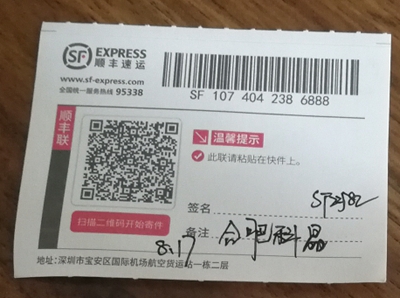 SF EXPRESS
顺丰速运
www.sf-express.com
全国统一服务热线 95338
SF 107 404 238 6888
顺丰联
温馨提示
此联请粘贴在快件上。
签名
扫描二维码开始寄件
8.17
备注 合肥科晶
地址:深圳市宝安区国际机场航空货运站一栋二层